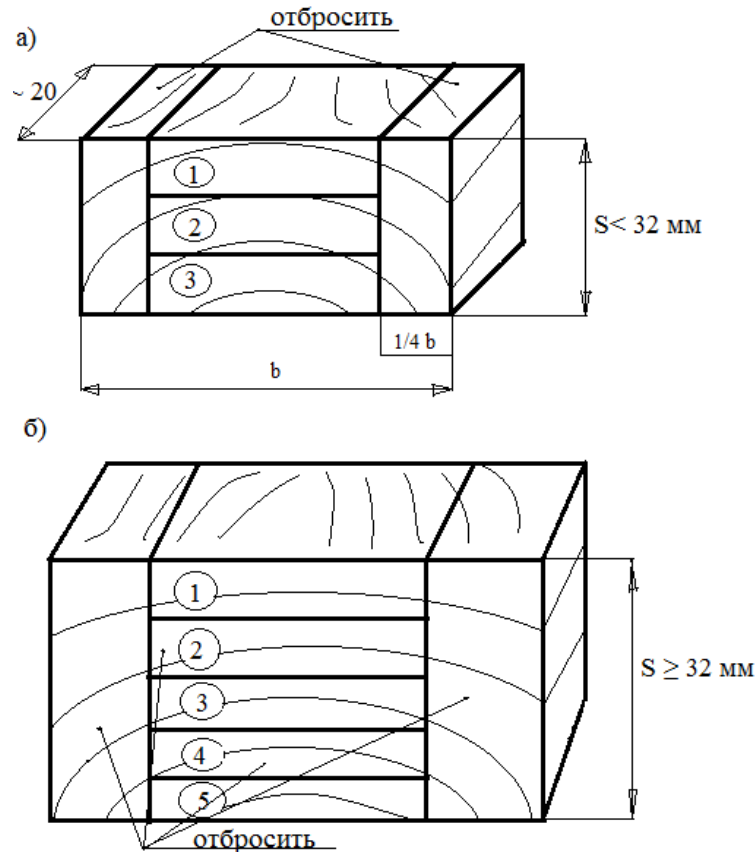 а)
отбросить
~ 20
1
2
3
S< 32 мм
1/4 b
b
б)
1
2
3
4
5
S ≥ 32 мм
отбросить